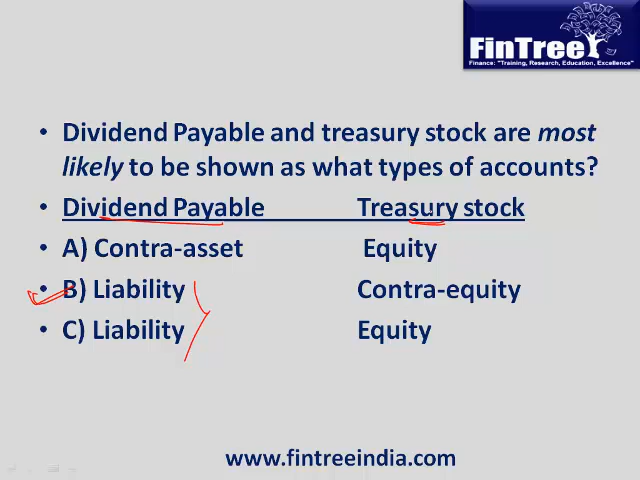 FinTree
Finance: "Training, Research, Education, Excellence"
• Dividend Payable and treasury stock are most
likely to be shown as what types of accounts?
• Dividend Payable Treasury stock
• A) Contra-asset Equity
• B) Liability Contra-equity
• C) Liability Equity
www.fintreeindia.com